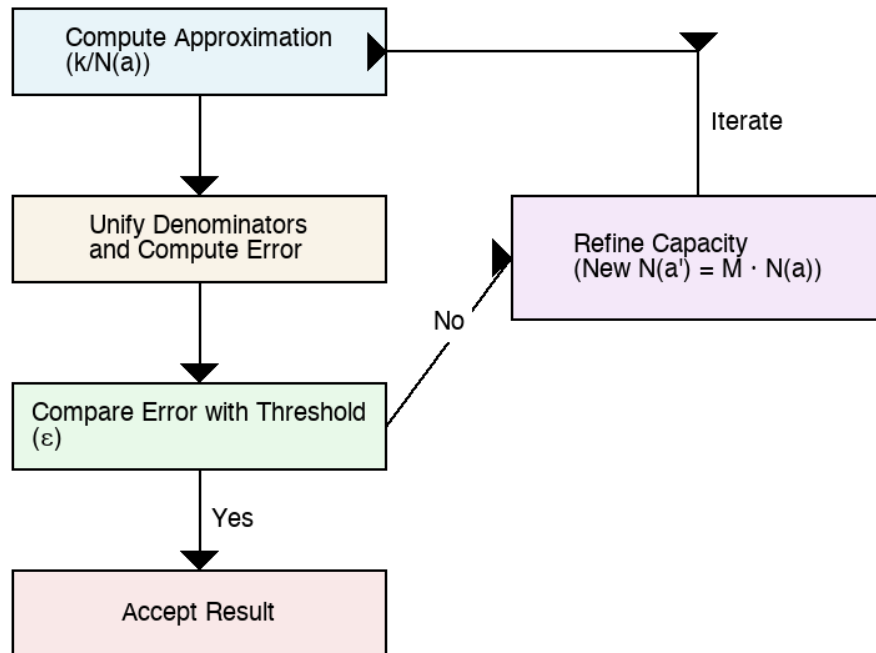 Compute Approximation
(k/N(a))
Iterate
Unify Denominators
and Compute Error
Refine Capacity
(New N(a') = M · N(a))
No
Compare Error with Threshold
(ε)
Yes
Accept Result